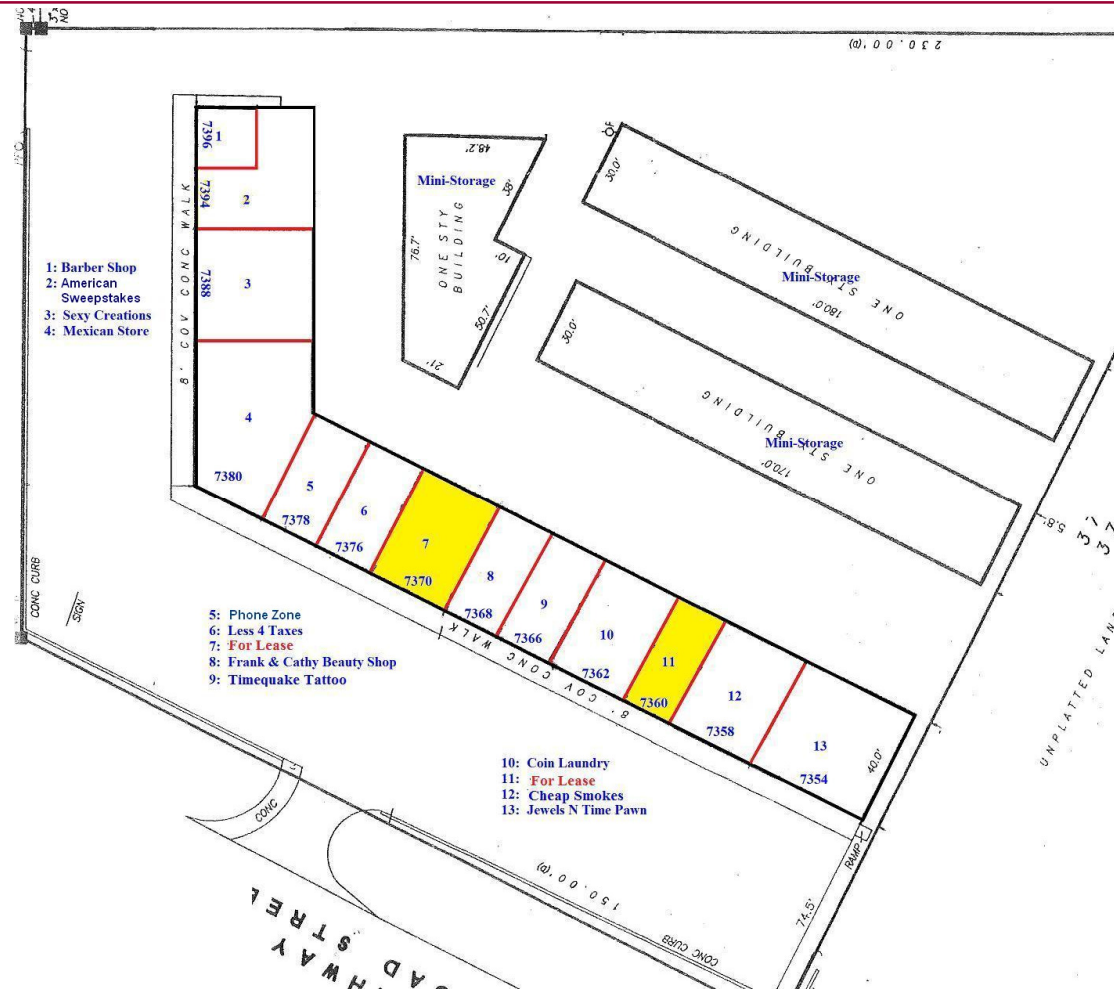 230.00'(D)
7396
1
7394
2
7388
3
8' COV CONC WALK
1: Barber Shop
2: American
Sweepstakes
3: Sexy Creations
4: Mexican Store
4
7380
48.2'
Mini-Storage
38'
ONE STY
BUILDING
76.7'
10'
50.7'
21'
30.0'
ONE ST
BUILDING
Mini-Storage
180.0'
30.0'
ONE ST
BUILDING
Mini-Storage
170.0'
5.8'
UNPLATTED LAND
5
7378
6
7376
7
7370
8
7368
9
7366
10
7362
11
7360
12
7358
13
7354
40.0'
8' COV CONC WALK
CONC CURB
SIGN
5: Phone Zone
6: Less 4 Taxes
7: For Lease
8: Frank & Cathy Beauty Shop
9: Timequake Tattoo
10: Coin Laundry
11: For Lease
12: Cheap Smokes
13: Jewels N Time Pawn
CONC
150.00'(D)
CONC CURB
RAMP
74.5'